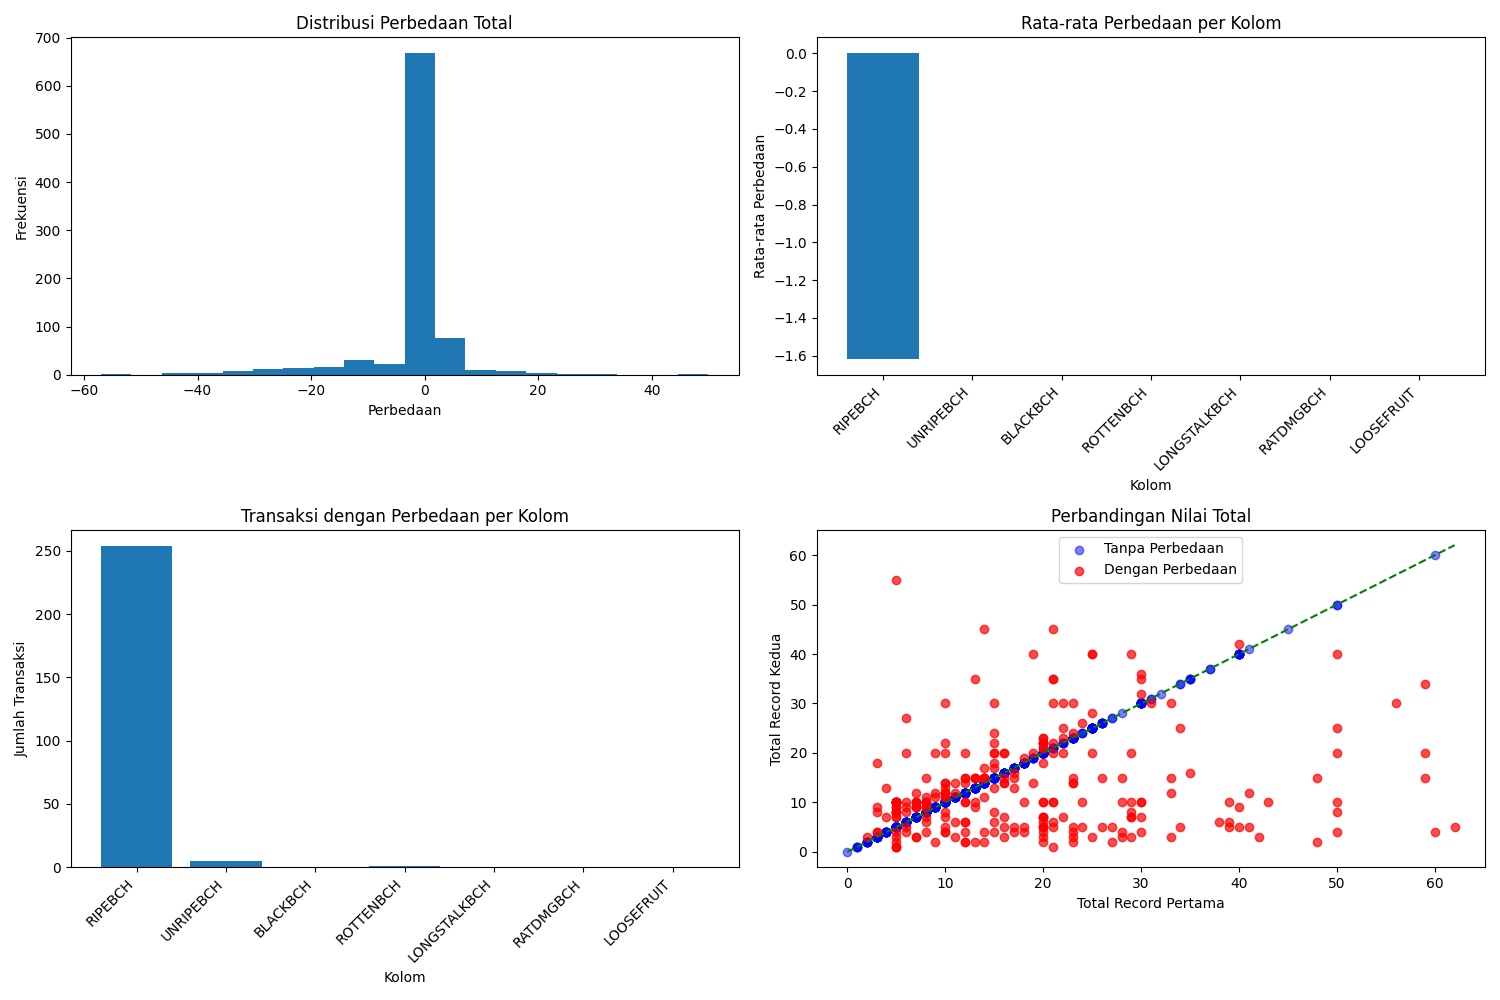 Distribusi Perbedaan Total
700
600
500
400
300
200
100
0
Frekuensi
−60
−40
−20
0
20
40
Perbedaan
Rata-rata Perbedaan per Kolom
0.0
−0.2
−0.4
−0.6
−0.8
−1.0
−1.2
−1.4
−1.6
Rata-rata Perbedaan
RIPEBCH
UNRIPEBCH
BLACKBCH
ROTTENBCH
LONGSTALKBCH
RATDMGBCH
LOOSEFRUIT
Kolom
Transaksi dengan Perbedaan per Kolom
250
200
150
100
50
0
Jumlah Transaksi
RIPEBCH
UNRIPEBCH
BLACKBCH
ROTTENBCH
LONGSTALKBCH
RATDMGBCH
LOOSEFRUIT
Kolom
Perbandingan Nilai Total
Tanpa Perbedaan
Dengan Perbedaan
60
50
40
30
20
10
0
Total Record Kedua
0
10
20
30
40
50
60
Total Record Pertama